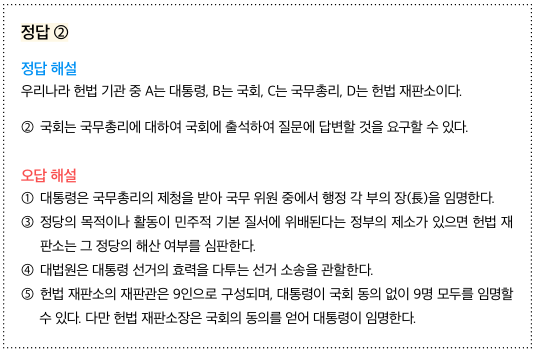 정답 ②
정답 해설
우리나라 헌법 기관 중 A는 대통령, B는 국회, C는 국무총리, D는 헌법 재판소이다.
② 국회는 국무총리에 대하여 국회에 출석하여 질문에 답변할 것을 요구할 수 있다.
오답 해설
① 대통령은 국무총리의 제청을 받아 국무 위원 중에서 행정 각 부의 장(長)을 임명한다.
③ 정당의 목적이나 활동이 민주적 기본 질서에 위배된다는 정부의 제소가 있으면 헌법 재
판소는 그 정당의 해산 여부를 심판한다.
④ 대법원은 대통령 선거의 효력을 다투는 선거 소송을 관할한다.
⑤ 헌법 재판소의 재판관은 9인으로 구성되며, 대통령이 국회 동의 없이 9명 모두를 임명할
수 있다. 다만 헌법 재판소장은 국회의 동의를 얻어 대통령이 임명한다.